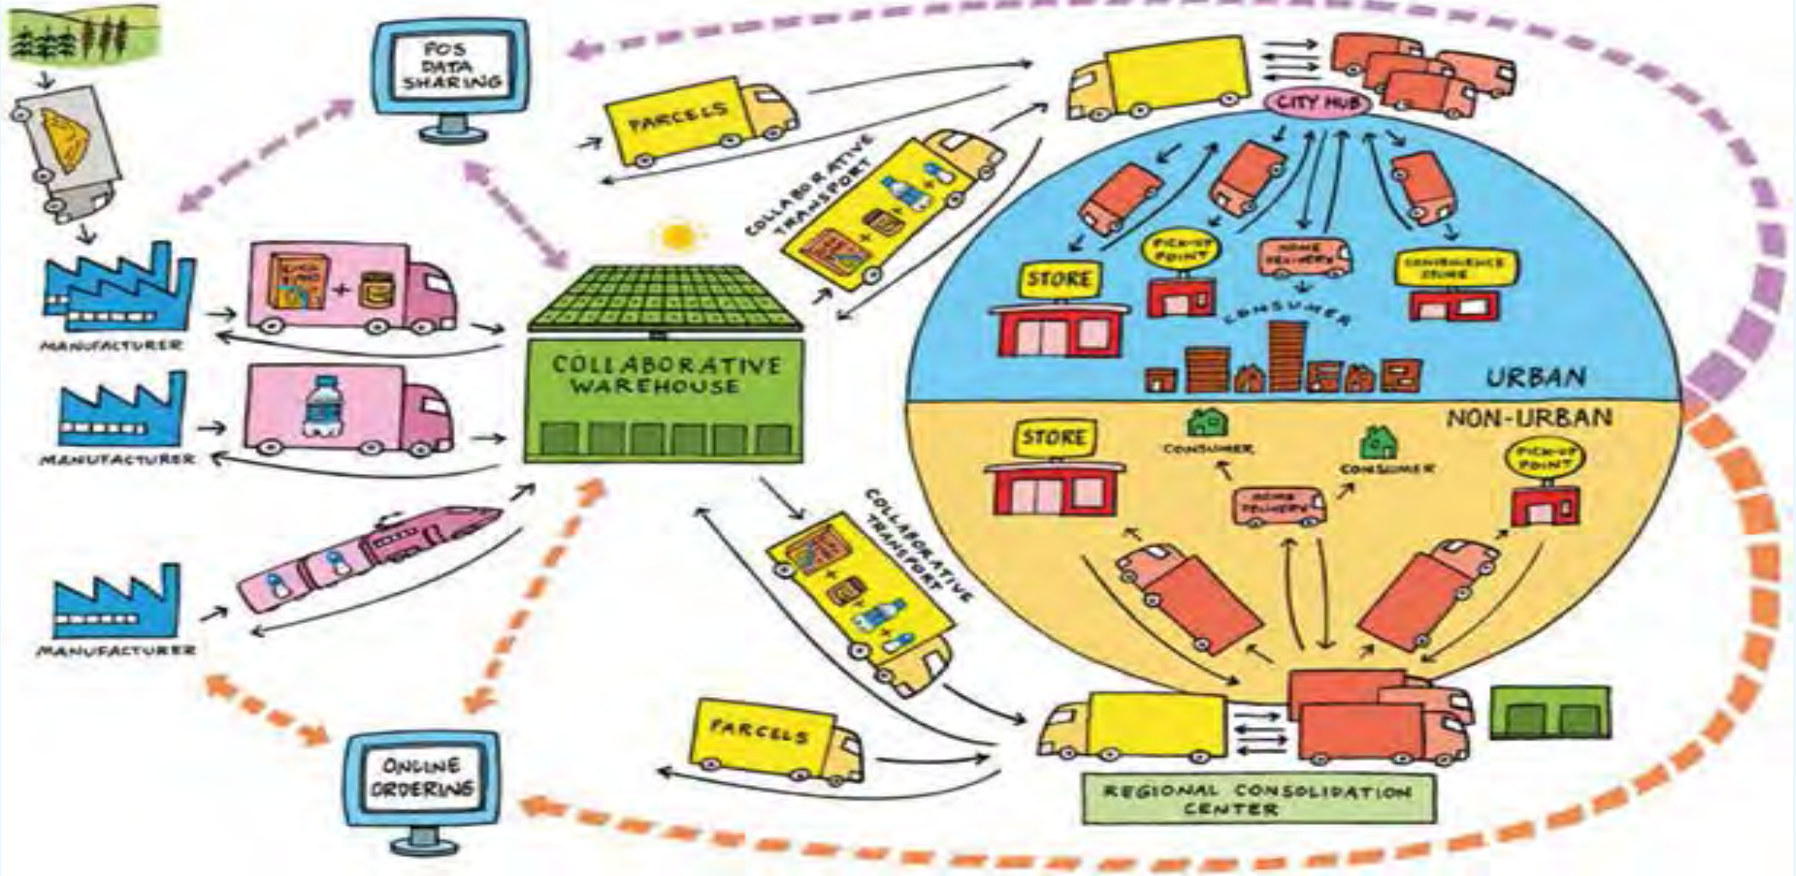 POS
DATA
SHARING
PARCELS
COLLABORATIVE
TRANSPORT
CITY HUB
STORE
PICK-UP
POINT
HOME
DELIVERY
CONVENIENCE
STORE
CONSUMER
URBAN
MANUFACTURER
MANUFACTURER
MANUFACTURER
COLLABORATIVE
WAREHOUSE
NON-URBAN
STORE
CONSUMER
CONSUMER
PICK-UP
POINT
HOME
DELIVERY
COLLABORATIVE
TRANSPORT
PARCELS
ONLINE
ORDERING
REGIONAL CONSOLIDATION
CENTER